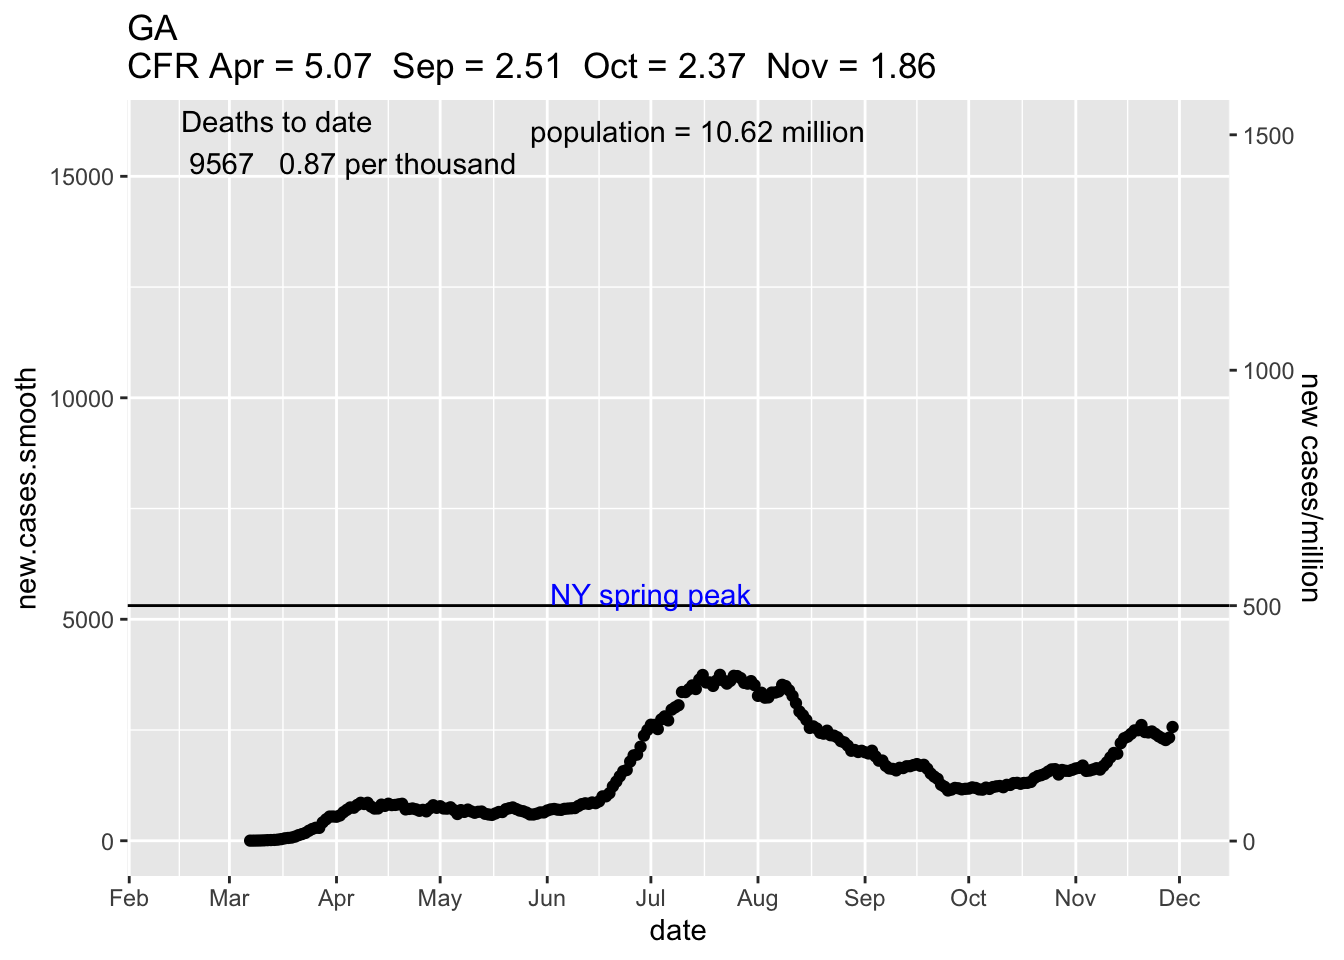 GA
CFR Apr = 5.07 Sep = 2.51 Oct = 2.37 Nov = 1.86
Deaths to date
9567 0.87 per thousand
population = 10.62 million
NY spring peak
new.cases.smooth
15000
10000
5000
0
1500
1000
500
0
new cases/million
Feb Mar Apr May Jun Jul Aug Sep Oct Nov Dec
date